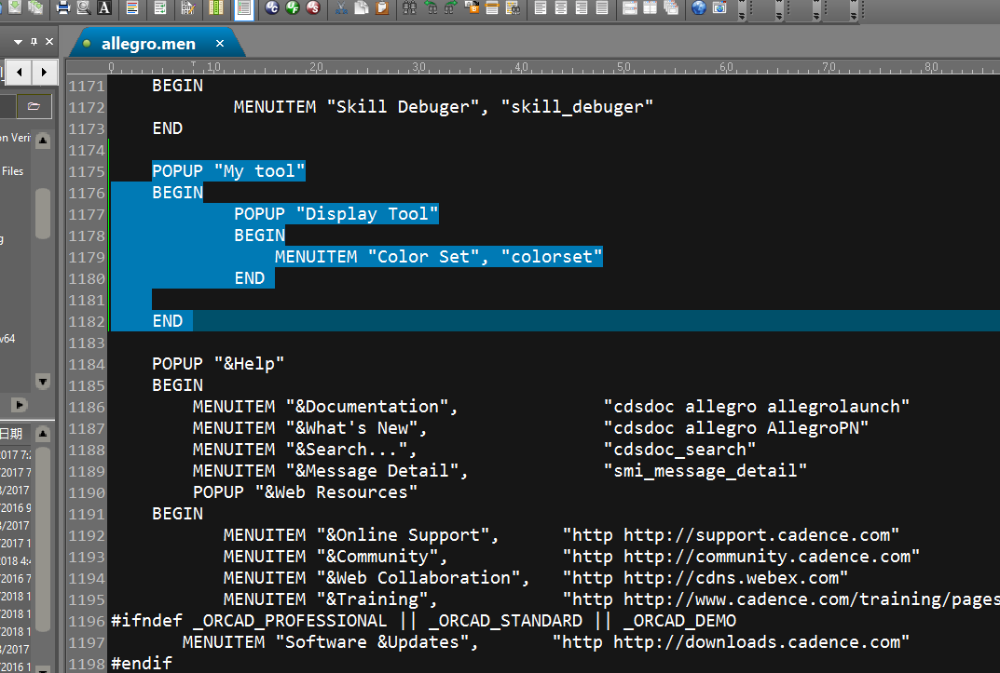 allegro.men ×
0 10 20 30 40 50 60 70 80
on Veri
Files
g
v64
日期
2017 7:
/2017 7
8/2017
/2016 9
8/2017
/2017 1
2018 4:
/2016 7
/2018 1
/2018 1
/2018 1
8/2017
/2016 1
1171 BEGIN
1172 MENUITEM "Skill Debuger", "skill_debuger"
1173 END
1174
1175 POPUP "My tool"
1176 BEGIN
1177 POPUP "Display Tool"
1178 BEGIN
1179 MENUITEM "Color Set", "colorset"
1180 END
1181
1182 END
1183
1184 POPUP "&Help"
1185 BEGIN
1186 MENUITEM "&Documentation", "cdsdoc allegro allegrolaunch"
1187 MENUITEM "&What's New", "cdsdoc allegro AllegroPN"
1188 MENUITEM "&Search...", "cdsdoc_search"
1189 MENUITEM "&Message Detail", "smi_message_detail"
1190 POPUP "&Web Resources"
1191 BEGIN
1192 MENUITEM "&Online Support", "http http://support.cadence.com"
1193 MENUITEM "&Community", "http http://community.cadence.com"
1194 MENUITEM "&Web Collaboration", "http http://cdns.webex.com"
1195 MENUITEM "&Training", "http http://www.cadence.com/training/pages
1196 #ifndef _ORCAD_PROFESSIONAL || _ORCAD_STANDARD || _ORCAD_DEMO
1197 MENUITEM "Software &Updates", "http http://downloads.cadence.com"
1198 #endif